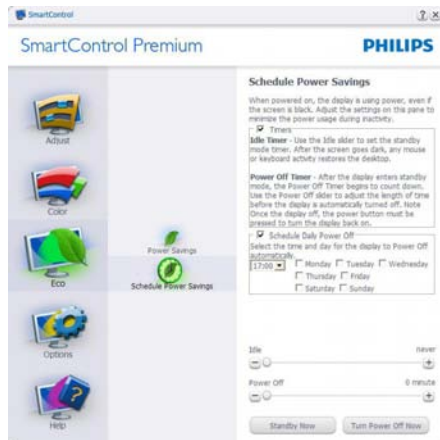 SmartControl
SmartControl Premium
PHILIPS
Schedule Power Savings
When powered on, the display is using power, even if
the screen is black. Adjust the settings on this page to
minimize the power usage during inactivity.
Timers
Idle Timer - Use the Idle slider to set the standby
mode timer. After the screen goes dark, any mouse
or keyboard activity restores the desktop.
Power Off Timer - After the display enters standby
mode, the Power Off Timer begins to count down.
Use the Power Off slider to adjust the length of time
before the display is automatically turned off. Note
Once the display off, the power button must be
pressed to turn the display back on.
Schedule Daily Power Off
Select the time and day for the display to Power Off
automatically.
17:00 Monday Tuesday Wednesday
Thursday Friday
Saturday Sunday
Adjust
Color
Eco
Options
Help
Power Savings
Schedule Power Savings
Idle never
Power Off 0 minute
Standby Now Turn Power Off Now